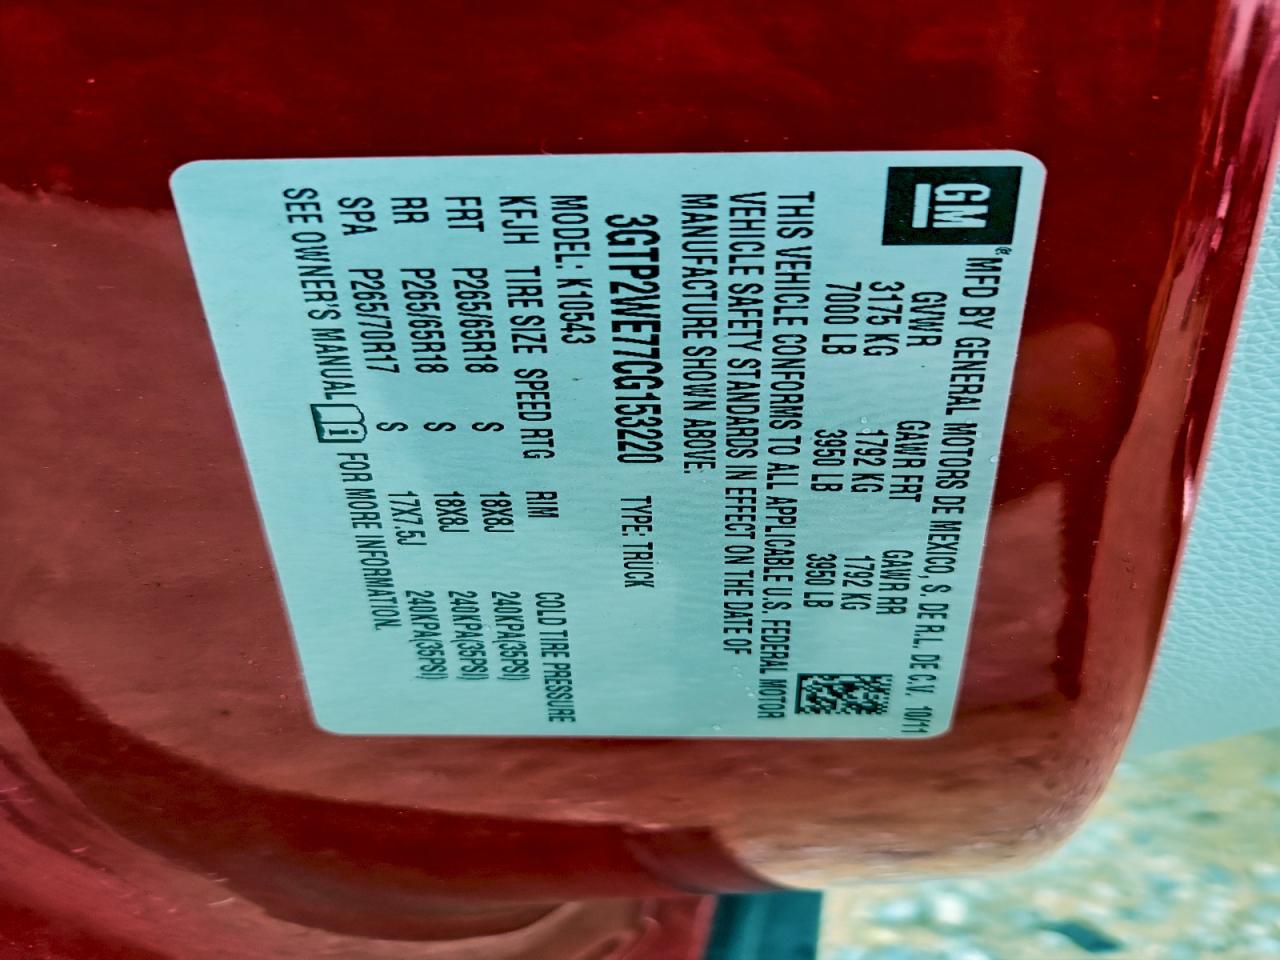 GM ® MFD BY GENERAL MOTORS DE MEXICO, S. DE R.L. DE C.V. 10/11
GVWR GAWR FRT GAWR RR
3175 KG 1792 KG 1792 KG
7000 LB 3950 LB 3950 LB
THIS VEHICLE CONFORMS TO ALL APPLICABLE U.S. FEDERAL MOTOR
VEHICLE SAFETY STANDARDS IN EFFECT ON THE DATE OF
MANUFACTURE SHOWN ABOVE.
3GTP2WE77CG153220 TYPE: TRUCK
MODEL: K10543
KFJH TIRE SIZE SPEED RTG RIM COLD TIRE PRESSURE
FRT P265/65R18 S 18X8J 240KPA(35PSI)
RR P265/65R18 S 18X8J 240KPA(35PSI)
SPA P265/70R17 S 17X7.5J 240KPA(35PSI)
SEE OWNER'S MANUAL i FOR MORE INFORMATION.